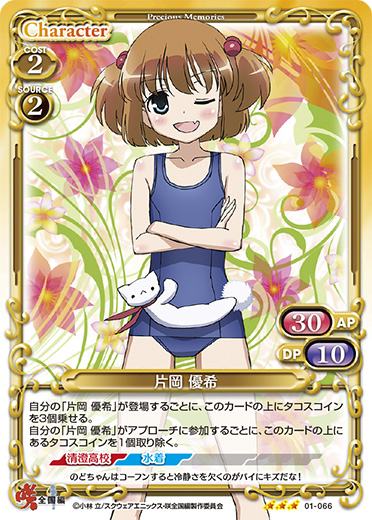 Precious Memories
Character
COST
2
SOURCE
2
30 AP
DP 10
片岡 優希
自分の「片岡 優希」が登場するごとに、このカードの上にタコスコイン
を3個乗せる。
自分の「片岡 優希」がアプローチに参加するごとに、このカードの上に
あるタコスコインを1個取り除く。
清澄高校 水着
のどちゃんはコーフンすると冷静さを欠くのがパイにキズだな!
咲 全国編
©小林 立/スクウェアエニックス・咲全国編製作委員会 ★★★ 01-066